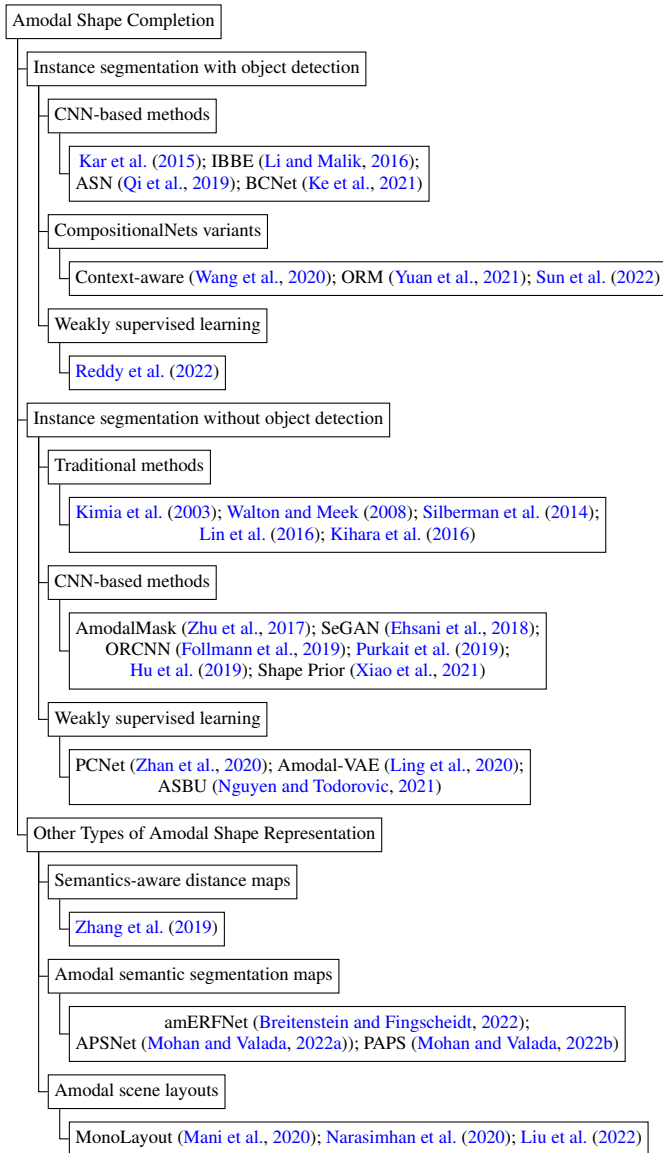 Amodal Shape Completion
Instance segmentation with object detection
CNN-based methods
Kar et al. (2015); IBBE (Li and Malik, 2016);
ASN (Qi et al., 2019); BCNet (Ke et al., 2021)
CompositionalNets variants
Context-aware (Wang et al., 2020); ORM (Yuan et al., 2021); Sun et al. (2022)
Weakly supervised learning
Reddy et al. (2022)
Instance segmentation without object detection
Traditional methods
Kimia et al. (2003); Walton and Meek (2008); Silberman et al. (2014);
Lin et al. (2016); Kihara et al. (2016)
CNN-based methods
AmodalMask (Zhu et al., 2017); SeGAN (Ehsani et al., 2018);
ORCNN (Follmann et al., 2019); Purkait et al. (2019);
Hu et al. (2019); Shape Prior (Xiao et al., 2021)
Weakly supervised learning
PCNet (Zhan et al., 2020); Amodal-VAE (Ling et al., 2020);
ASBU (Nguyen and Todorovic, 2021)
Other Types of Amodal Shape Representation
Semantics-aware distance maps
Zhang et al. (2019)
Amodal semantic segmentation maps
amERFNet (Breitenstein and Fingscheidt, 2022);
APSNet (Mohan and Valada, 2022a)); PAPS (Mohan and Valada, 2022b)
Amodal scene layouts
MonoLayout (Mani et al., 2020); Narasimhan et al. (2020); Liu et al. (2022)